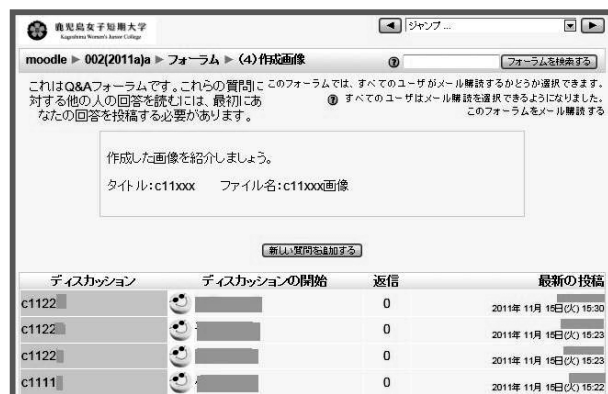 鹿児島女子短期大学
Kagoshima Women's Junior College
ジャンプ...
moodle ► 002(2011a)a ► フォーラム ► (4)作成画像
フォーラムを検索する
これはQ&Aフォーラムです。これらの質問に
対する他の人の回答を読むには、最初にあ
なたの回答を投稿する必要があります。
このフォーラムでは、すべてのユーザがメール購読するかどうか選択できます。
すべてのユーザはメール購読を選択できるようになりました。
このフォーラムをメール購読する
作成した画像を紹介しましょう。
タイトル:c11xxx ファイル名:c11xxx画像
新しい質問を追加する
ディスカッション ディスカッションの開始 返信 最新の投稿
c1122 0 2011年 11月 15日(火) 15:30
c1122 0 2011年 11月 15日(火) 15:23
c1122 0 2011年 11月 15日(火) 15:23
c1111 0 2011年 11月 15日(火) 15:22